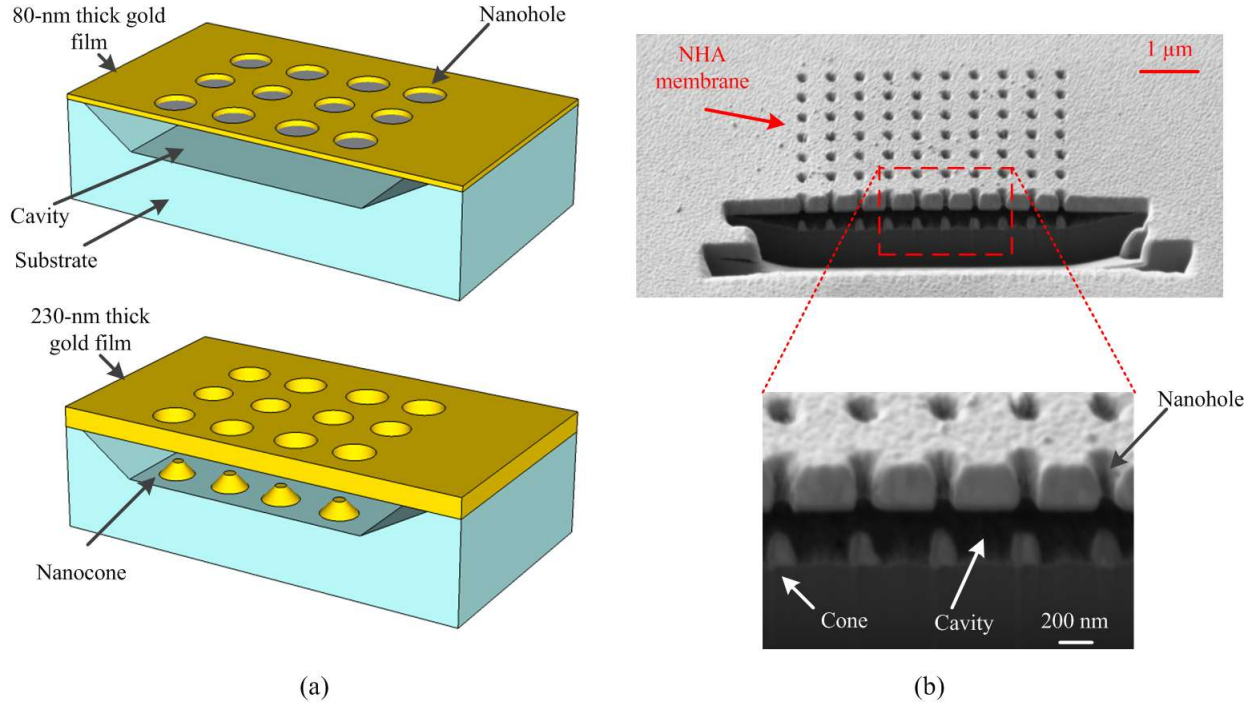 80-nm thick gold
film
Nanohole
Cavity
Substrate
230-nm thick
gold film
Nanocone
(a)
NHA
membrane
1 µm
Nanohole
Cone
Cavity
200 nm
(b)